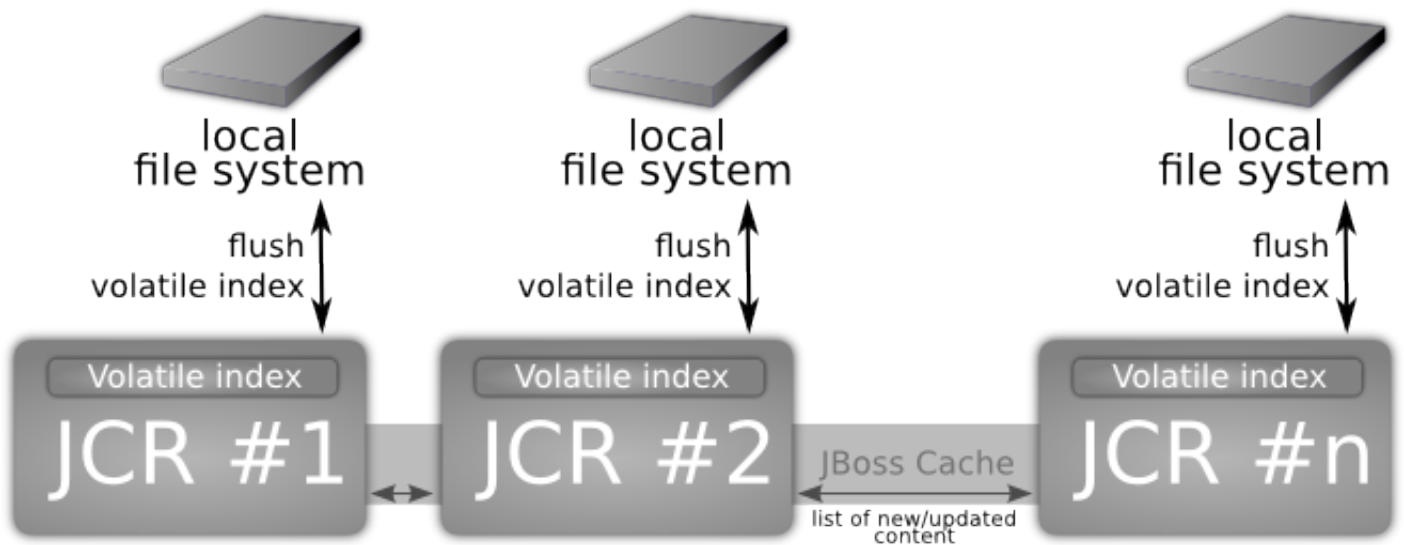 local
file system
local
file system
local
file system
flush
volatile index
flush
volatile index
flush
volatile index
Volatile index
JCR #1
Volatile index
JCR #2
JBoss Cache
list of new/updated
content
Volatile index
JCR #n